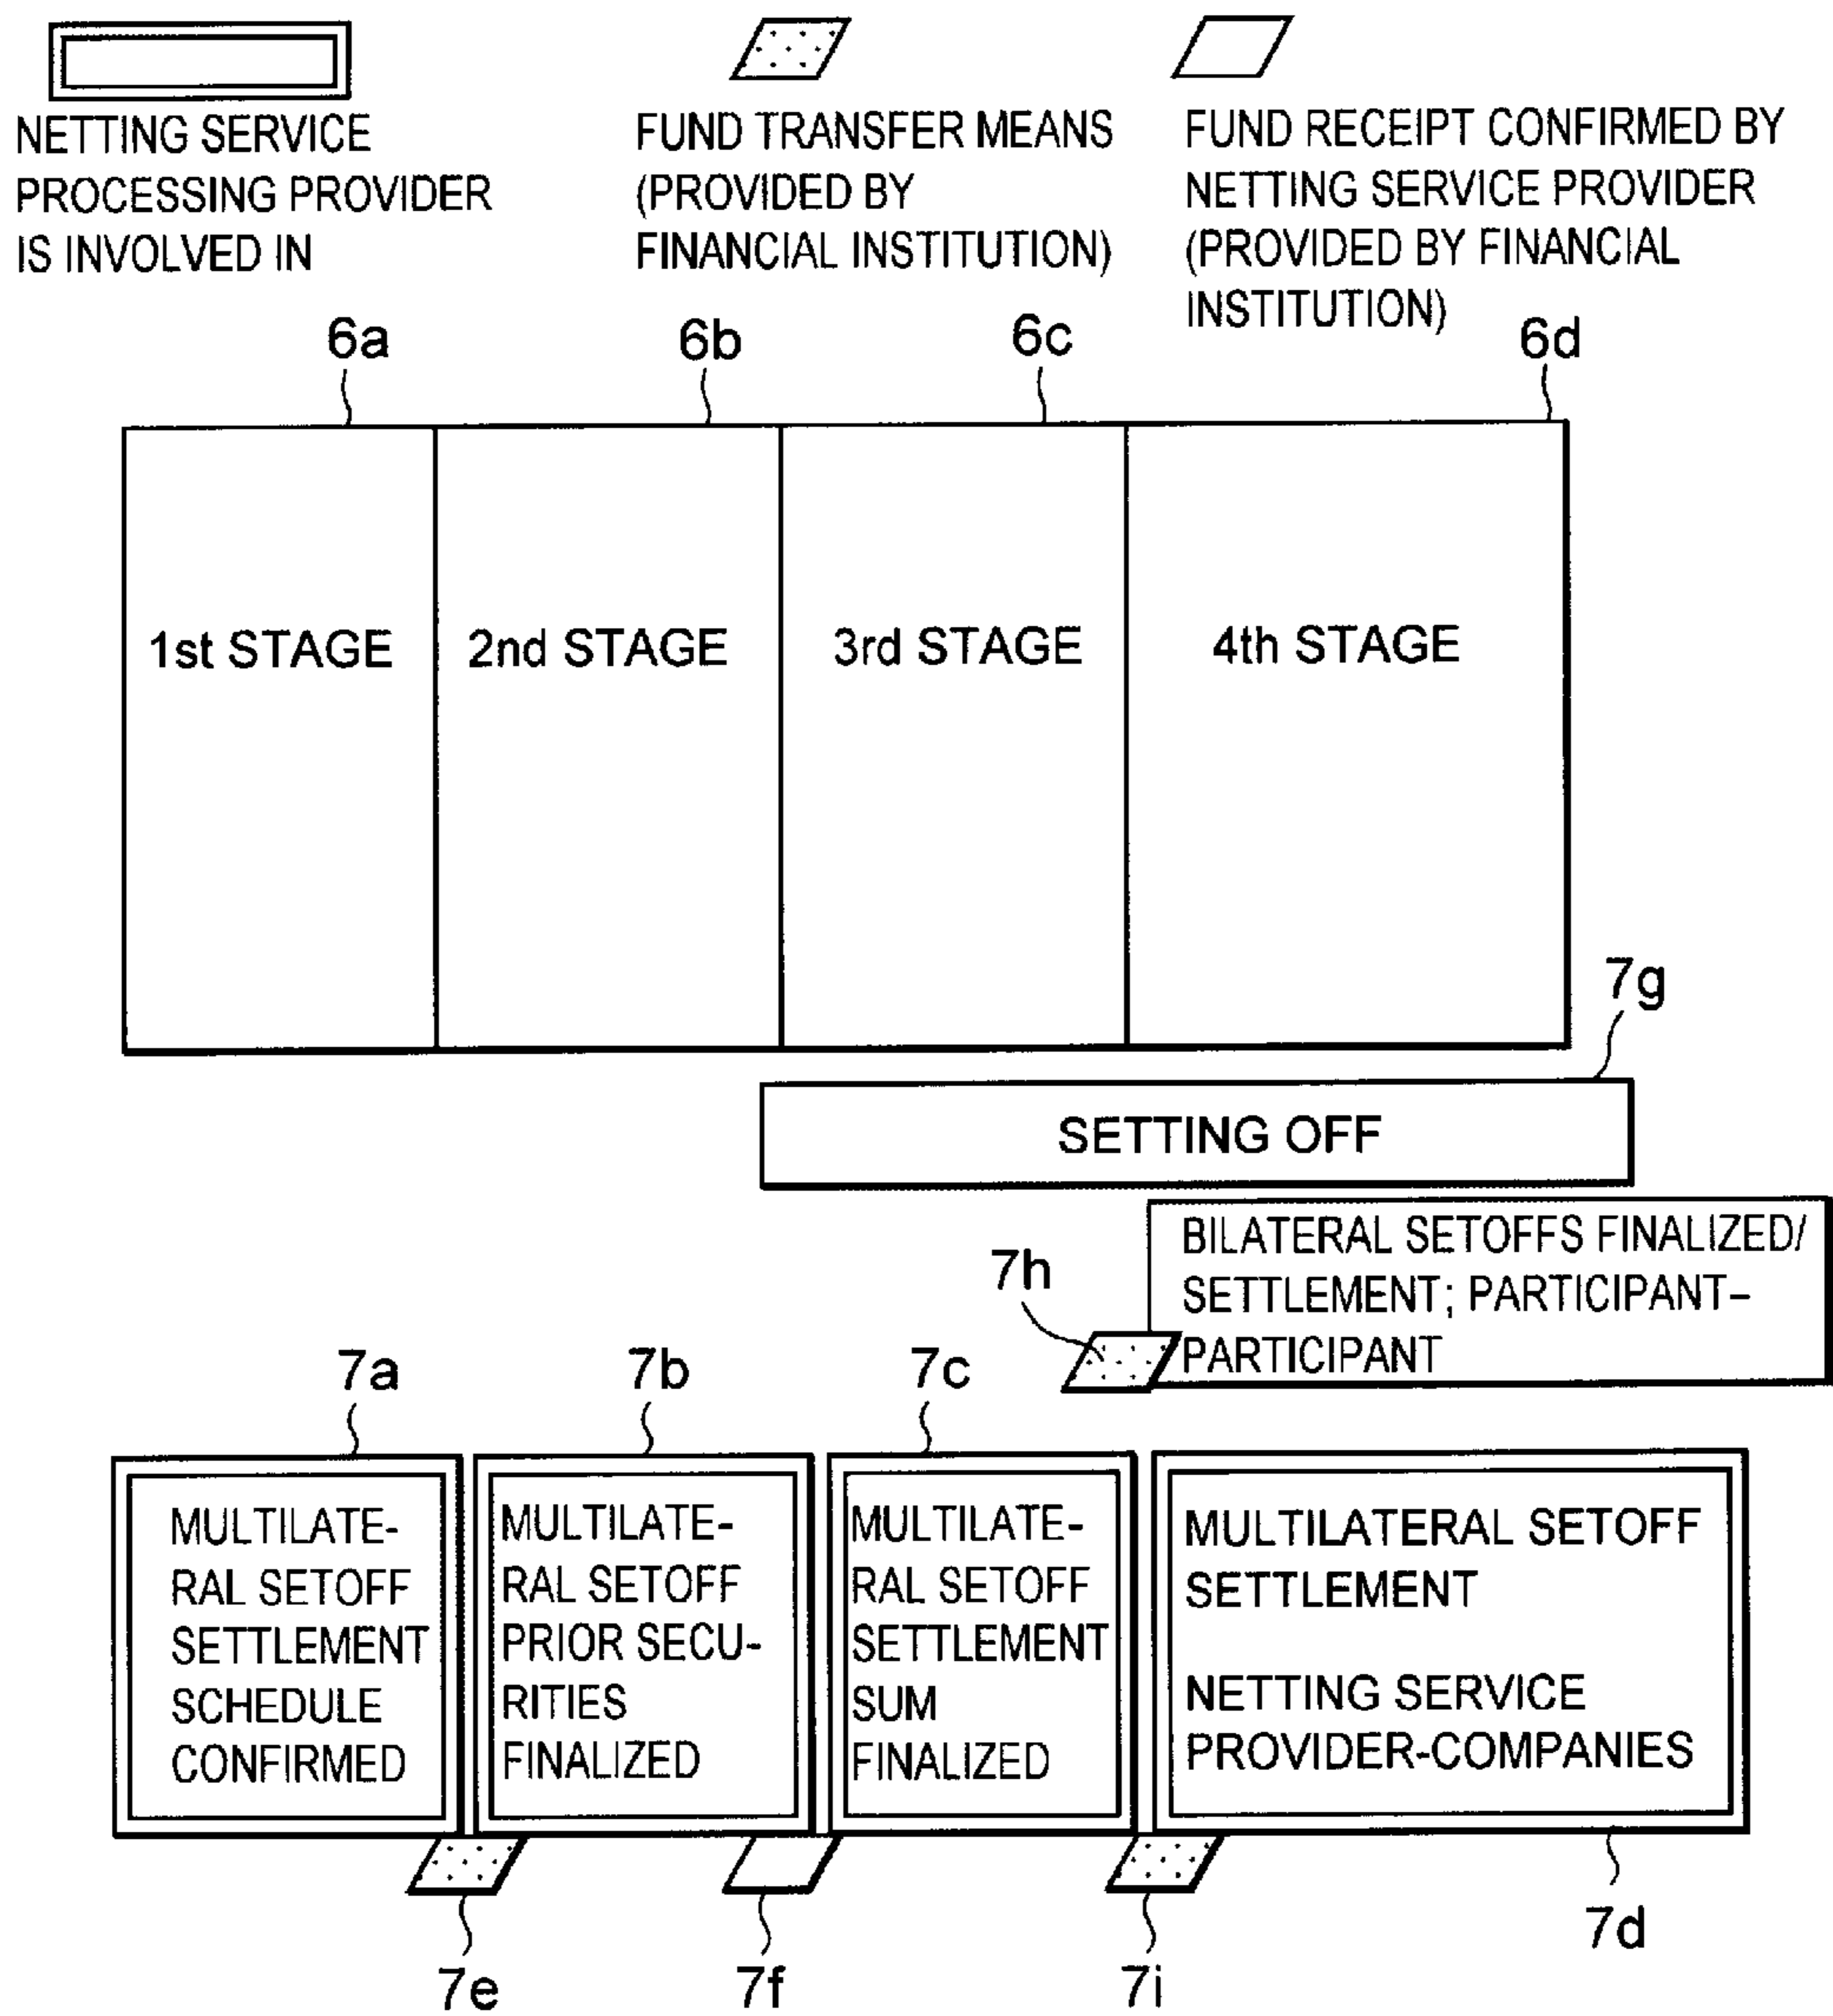 NETTING SERVICE
PROCESSING PROVIDER
IS INVOLVED IN
FUND TRANSFER MEANS
(PROVIDED BY
FINANCIAL INSTITUTION)
FUND RECEIPT CONFIRMED BY
NETTING SERVICE PROVIDER
(PROVIDED BY FINANCIAL
INSTITUTION)
6a
6b
6c
6d
1st STAGE
2nd STAGE
3rd STAGE
4th STAGE
7g
SETTING OFF
7h
BILATERAL SETOFFS FINALIZED/
SETTLEMENT; PARTICIPANT–
PARTICIPANT
7a
7b
7c
MULTILATE-
RAL SETOFF
SETTLEMENT
SCHEDULE
CONFIRMED
MULTILATE-
RAL SETOFF
PRIOR SECU-
RITIES
FINALIZED
MULTILATE-
RAL SETOFF
SETTLEMENT
SUM
FINALIZED
MULTILATERAL SETOFF
SETTLEMENT
NETTING SERVICE
PROVIDER-COMPANIES
7e
7f
7i
7d